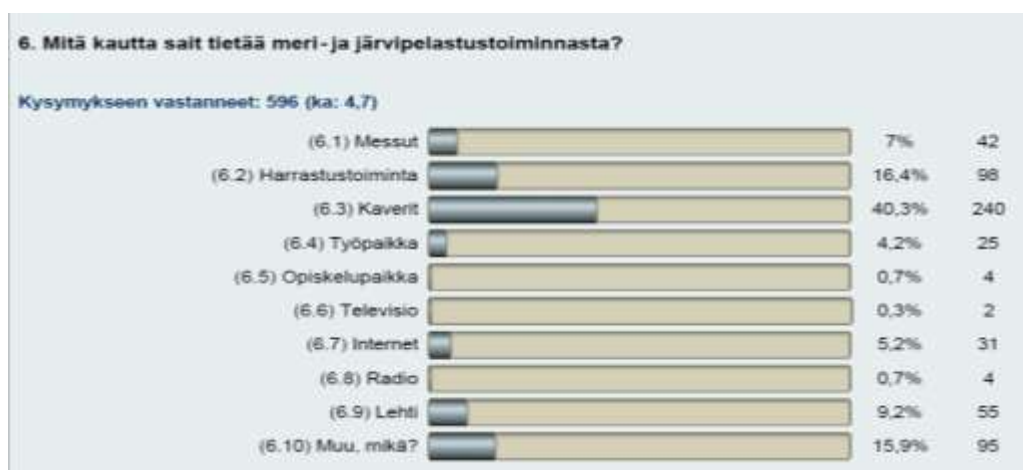 6. Mitä kautta sait tietää meri-ja järvipelastustoiminnasta?
Kysymykseen vastanneet: 596 (ka: 4,7)
(6.1) Messut 7% 42
(6.2) Harrastustoiminta 16,4% 98
(6.3) Kaverit 40,3% 240
(6.4) Työpaikka 4,2% 25
(6.5) Opiskelupaikka 0,7% 4
(6.6) Televisio 0,3% 2
(6.7) Internet 5,2% 31
(6.8) Radio 0,7% 4
(6.9) Lehti 9,2% 55
(6.10) Muu, mikä? 15,9% 95